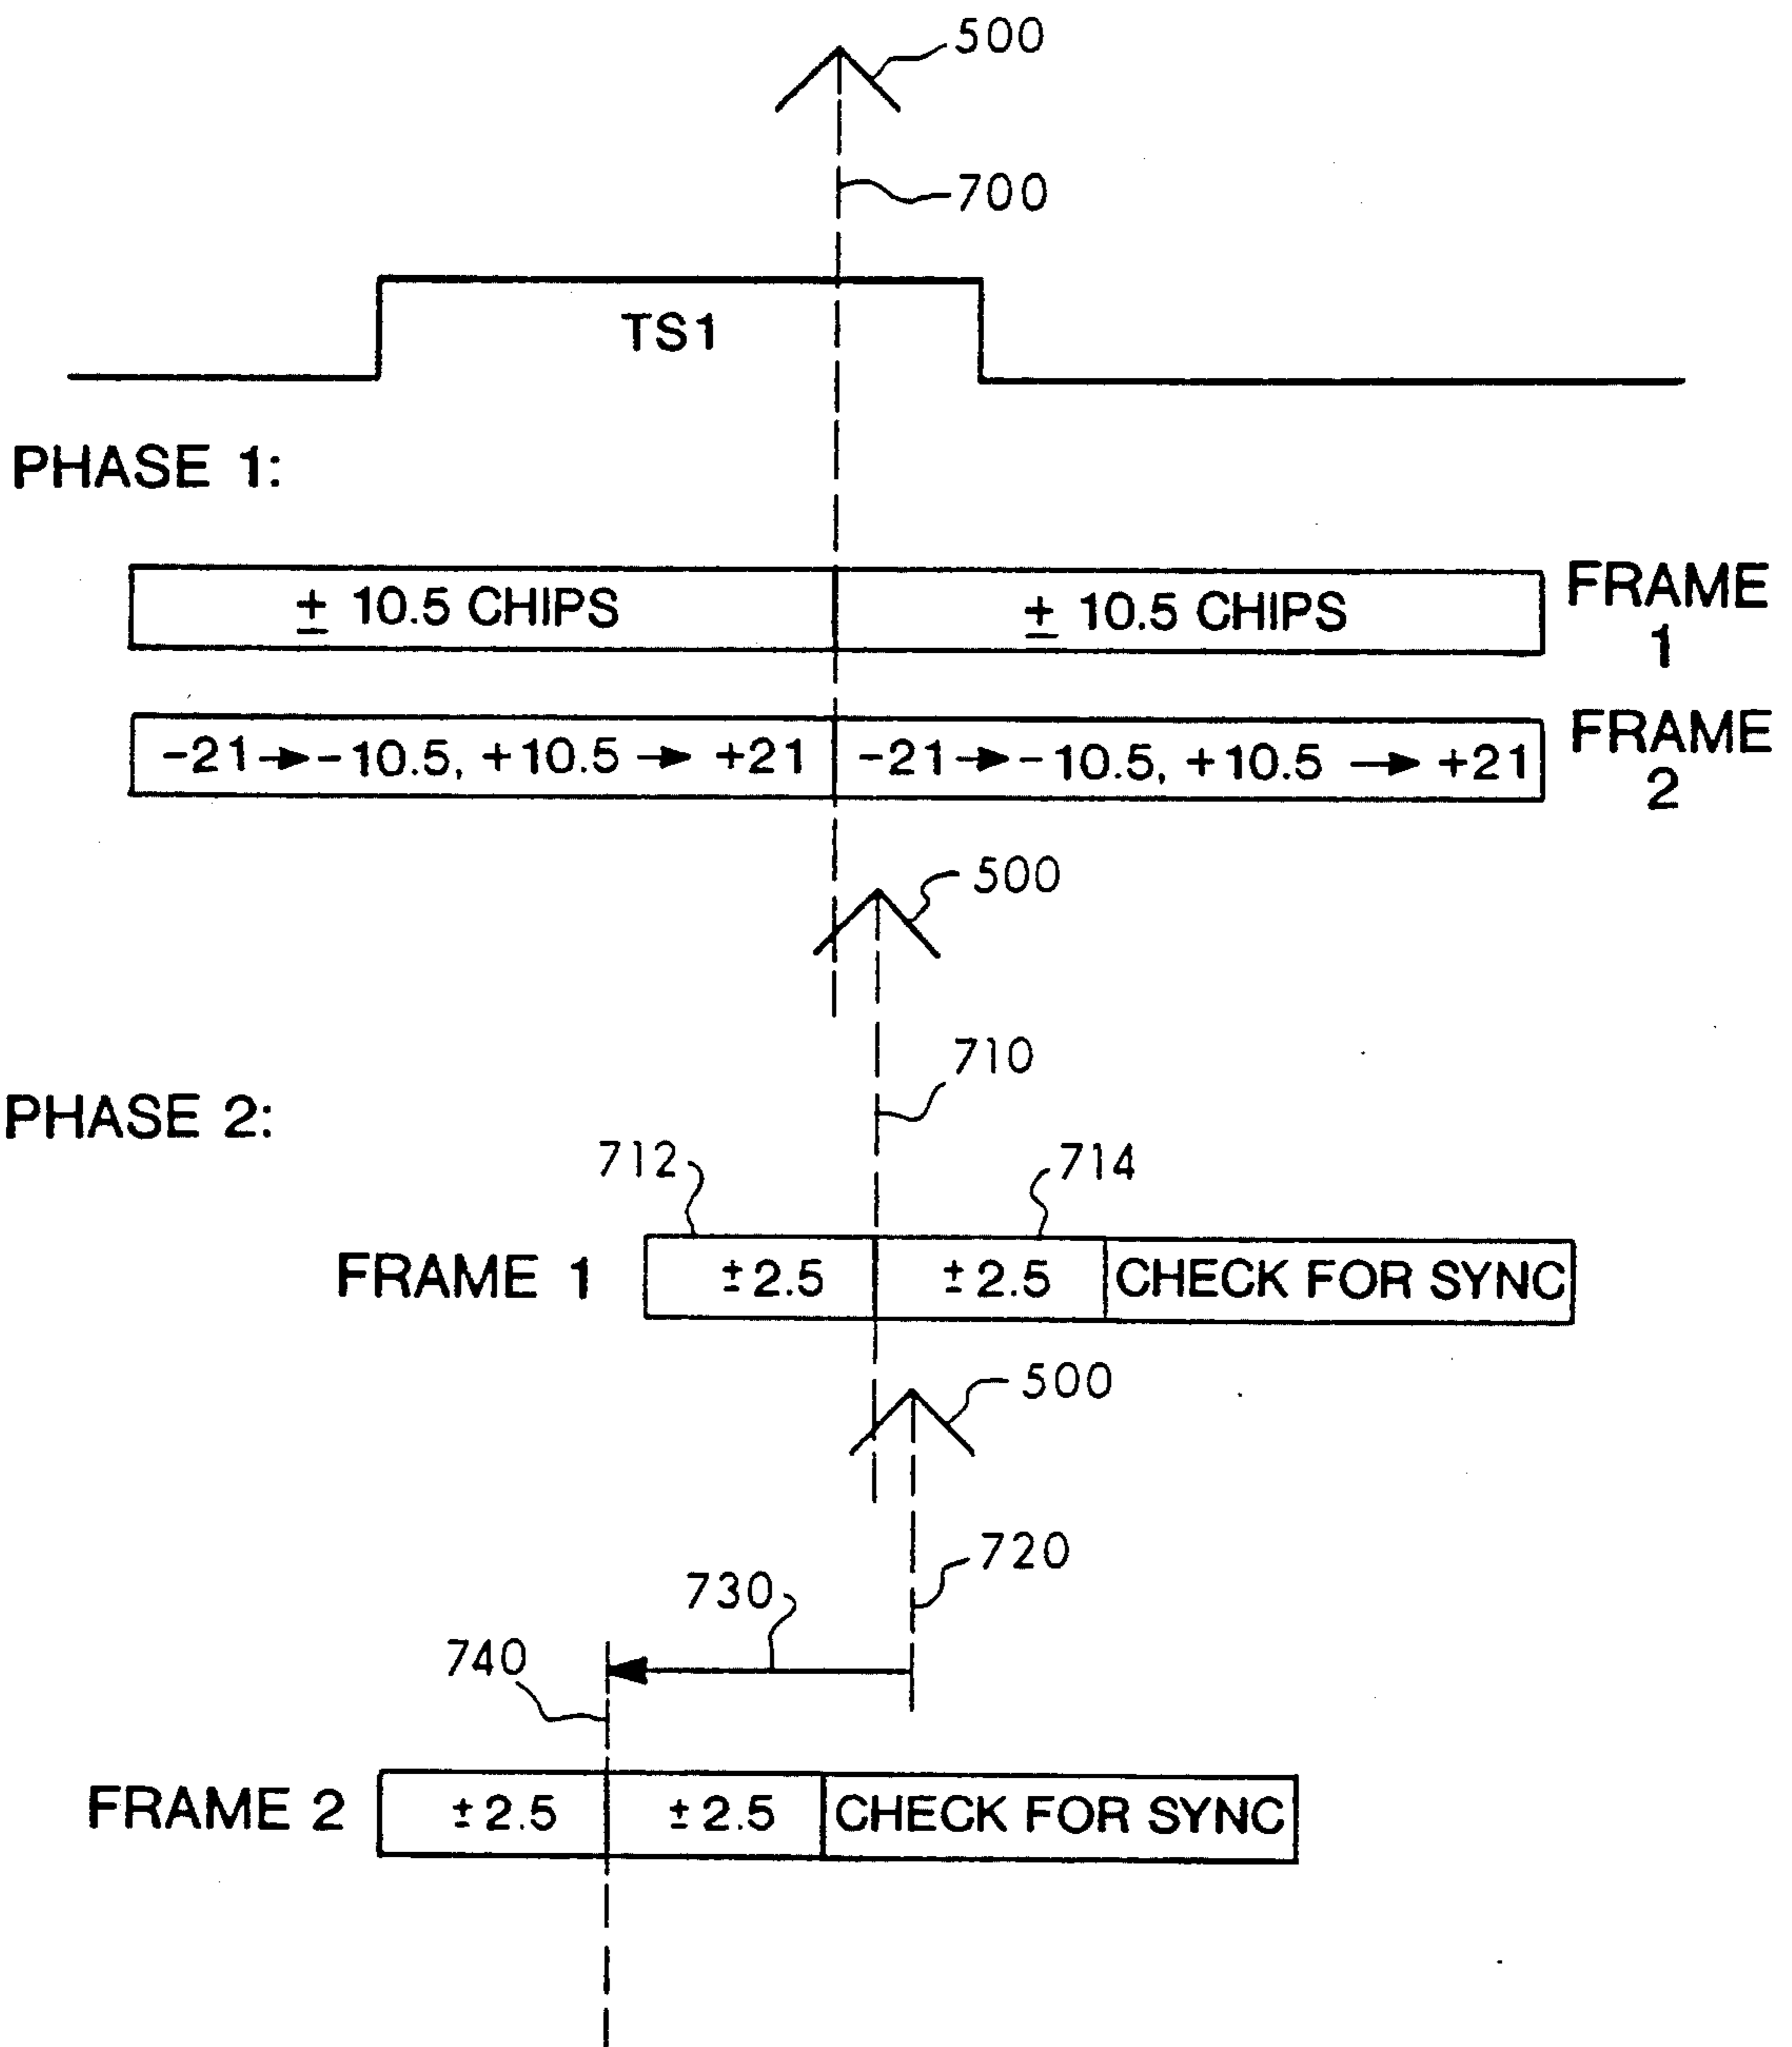 500
700
TS1
PHASE 1:
± 10.5 CHIPS
± 10.5 CHIPS
FRAME
1
-21 → -10.5, +10.5 → +21
-21 → -10.5, +10.5 → +21
FRAME
2
500
710
PHASE 2:
712
714
FRAME 1
±2.5
±2.5
CHECK FOR SYNC
500
720
730
740
FRAME 2
±2.5
±2.5
CHECK FOR SYNC